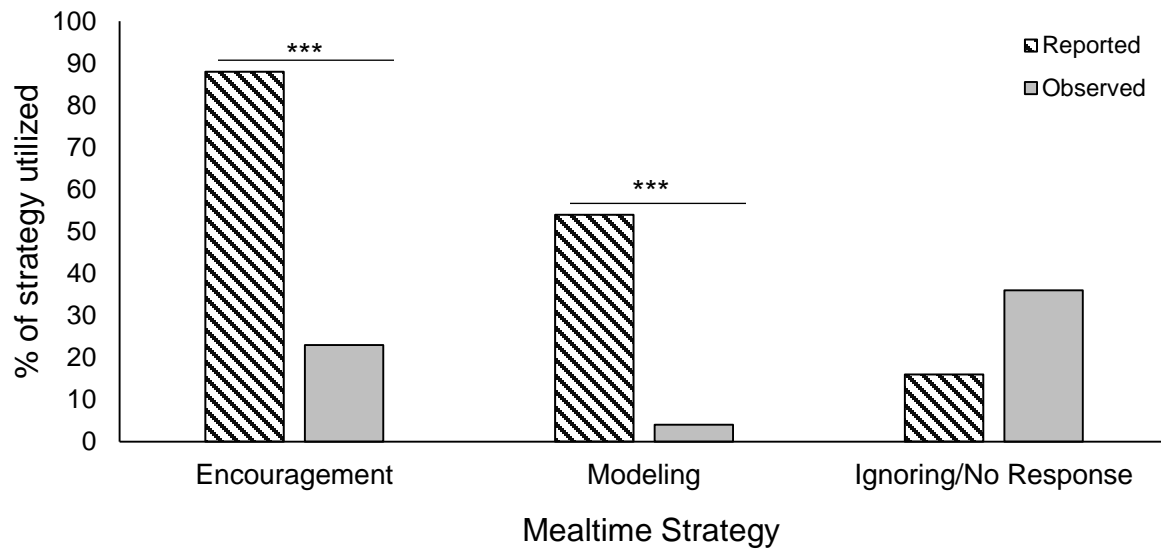 100
90
80
70
60
50
40
30
20
10
0
% of strategy utilized
***
***
Reported
Observed
Encouragement
Modeling
Ignoring/No Response
Mealtime Strategy